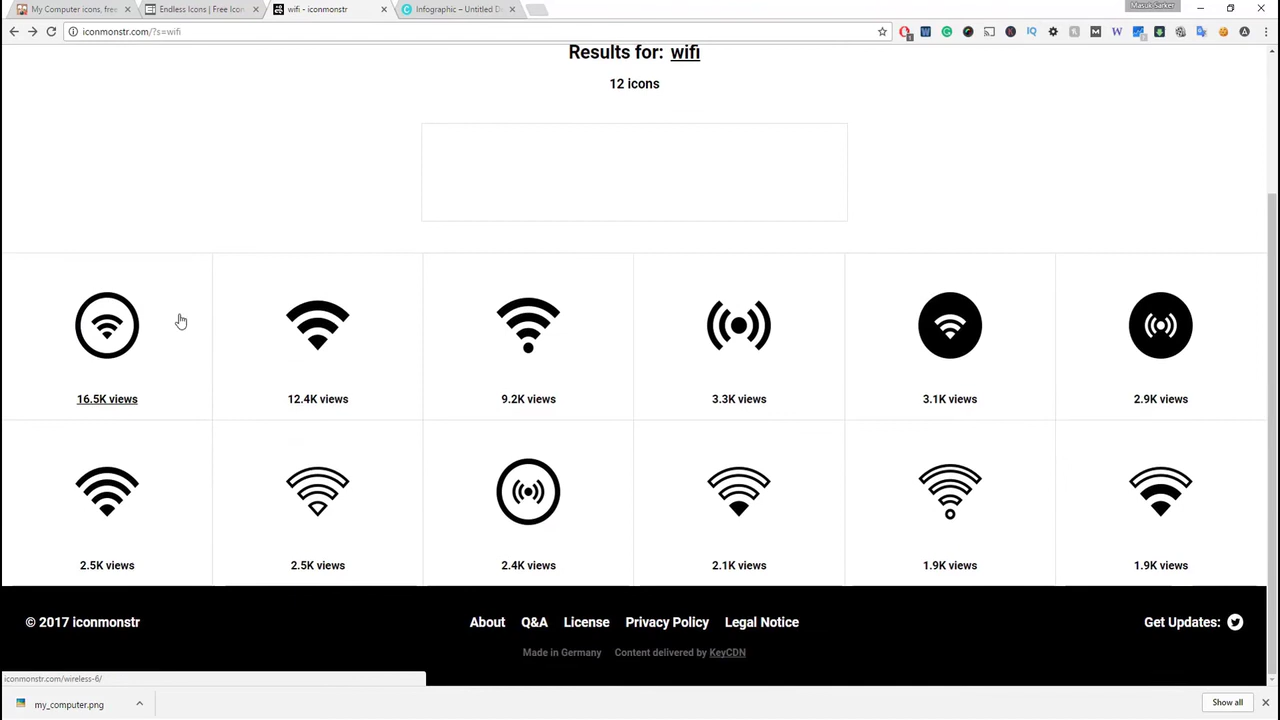 My Computer icons, free
Endless Icons | Free Icon
wifi - iconmonstr
Infographic – Untitled D
Masuk Sarker
iconmonstr.com/?s=wifi
Results for: wifi
12 icons
16.5K views
12.4K views
9.2K views
3.3K views
3.1K views
2.9K views
2.5K views
2.5K views
2.4K views
2.1K views
1.9K views
1.9K views
© 2017 iconmonstr
About Q&A License Privacy Policy Legal Notice
Get Updates:
Made in Germany Content delivered by KeyCDN
iconmonstr.com/wireless-6/
my_computer.png
Show all